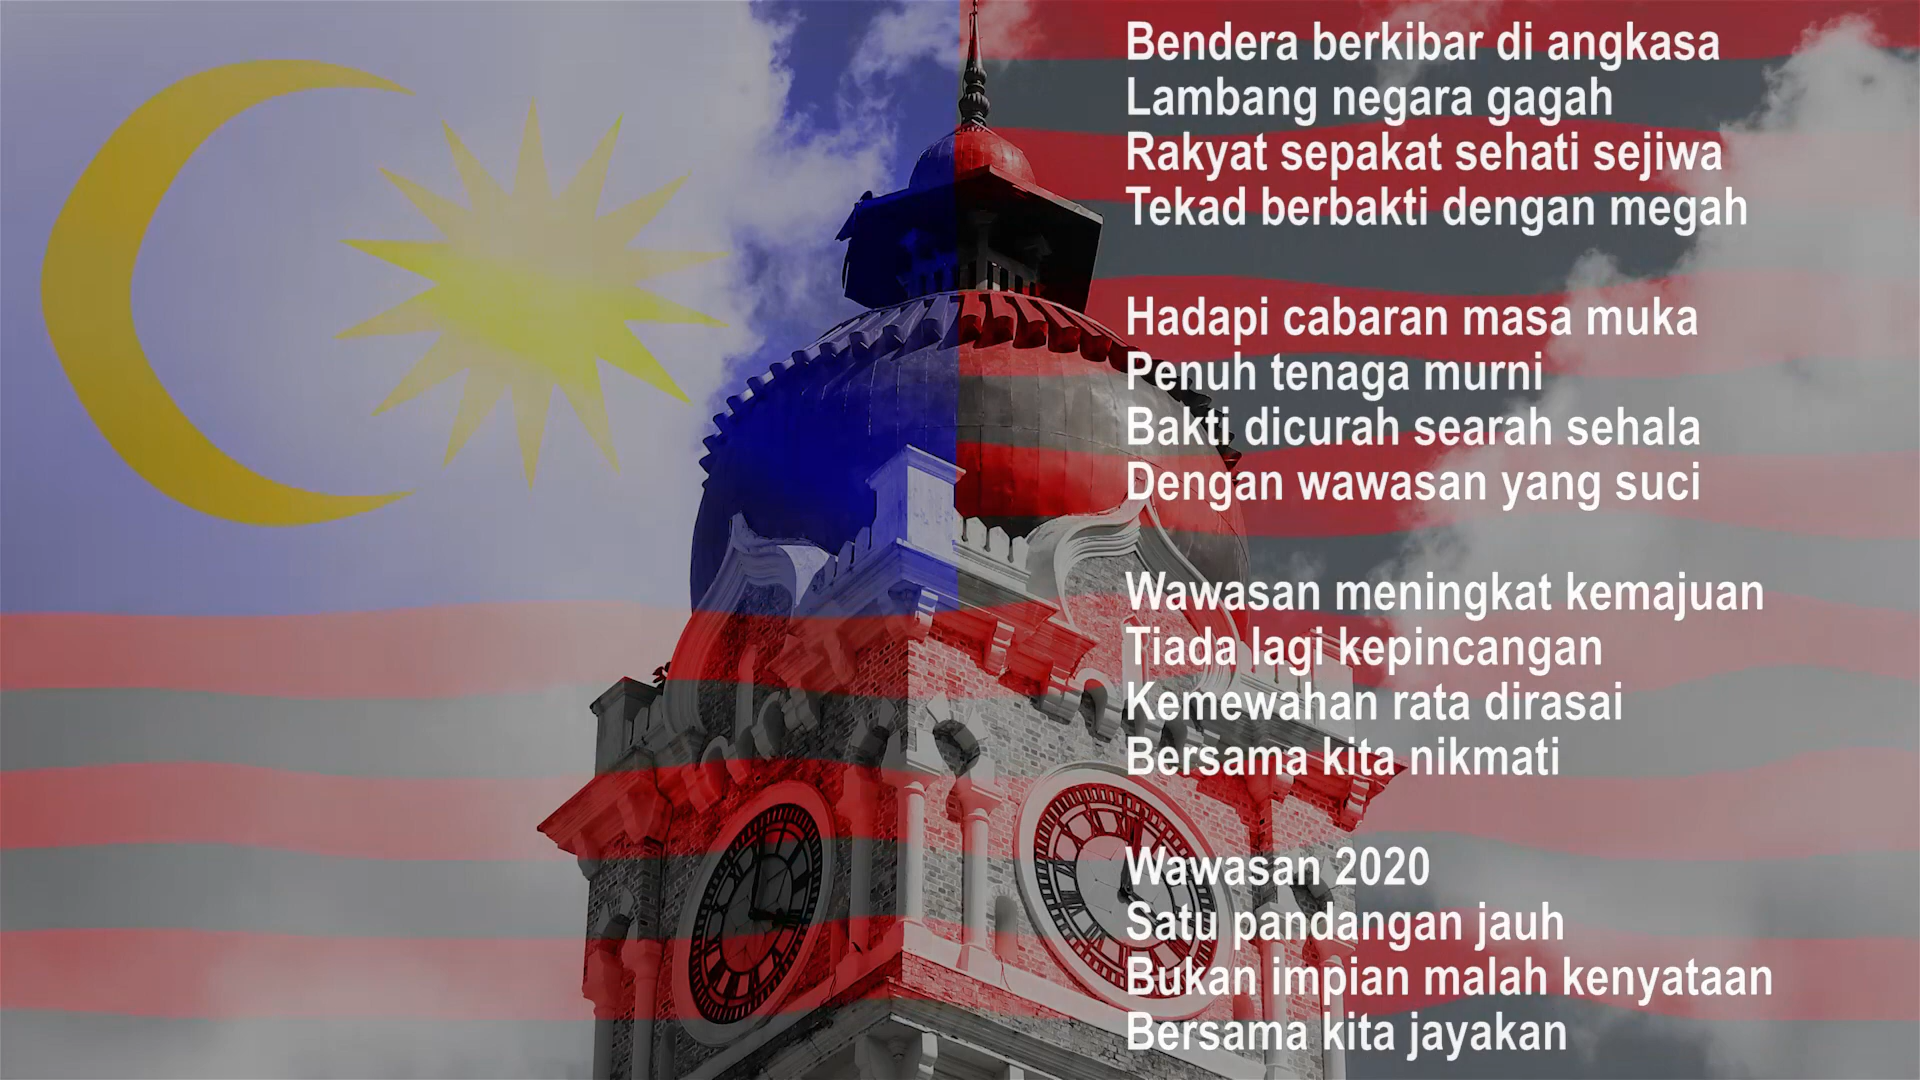 Bendera berkibar di angkasa
Lambang negara gagah
Rakyat sepakat sehati sejiwa
Tekad berbakti dengan megah
Hadapi cabaran masa muka
Penuh tenaga murni
Bakti dicurah searah sehala
Dengan wawasan yang suci
Wawasan meningkat kemajuan
Tiada lagi kepincangan
Kemewahan rata dirasai
Bersama kita nikmati
Wawasan 2020
Satu pandangan jauh
Bukan impian malah kenyataan
Bersama kita jayakan